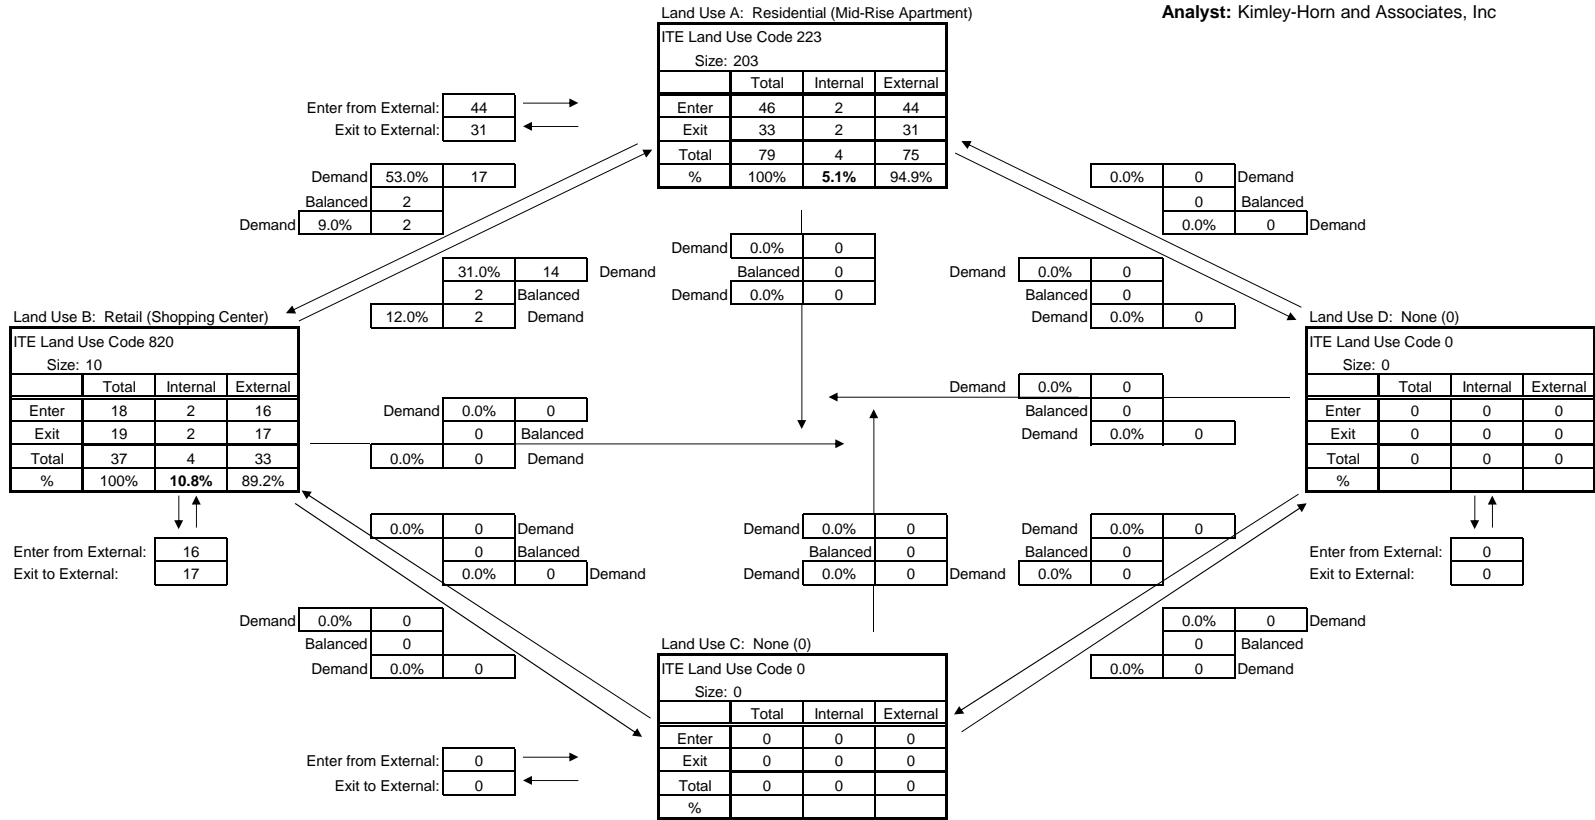 Land Use A: Residential (Mid-Rise Apartment)
Analyst: Kimley-Horn and Associates, Inc
ITE Land Use Code 223
Size: 203
Total Internal External
Enter 46 2 44
Exit 33 2 31
Total 79 4 75
% 100% 5.1% 94.9%
Enter from External: 44
Exit to External: 31
Demand 53.0% 17
Balanced 2
Demand 9.0% 2
0.0% 0 Demand
0 Balanced
0.0% 0 Demand
31.0% 14 Demand
2 Balanced
12.0% 2 Demand
Demand 0.0% 0
Balanced 0
Demand 0.0% 0
Demand 0.0% 0
Balanced 0
Demand 0.0% 0
Land Use B: Retail (Shopping Center)
ITE Land Use Code 820
Size: 10
Total Internal External
Enter 18 2 16
Exit 19 2 17
Total 37 4 33
% 100% 10.8% 89.2%
Enter from External: 16
Exit to External: 17
Demand 0.0% 0
0 Balanced
0.0% 0 Demand
Demand 0.0% 0
Balanced 0
Demand 0.0% 0
Land Use D: None (0)
ITE Land Use Code 0
Size: 0
Total Internal External
Enter 0 0 0
Exit 0 0 0
Total 0 0 0
%
Enter from External: 0
Exit to External: 0
0.0% 0 Demand
0 Balanced
0.0% 0 Demand
Demand 0.0% 0
Balanced 0
Demand 0.0% 0 Demand
Demand 0.0% 0
Balanced 0
0.0% 0
Demand 0.0% 0
Balanced 0
Demand 0.0% 0
0.0% 0 Demand
0 Balanced
0.0% 0 Demand
Land Use C: None (0)
ITE Land Use Code 0
Size: 0
Total Internal External
Enter 0 0 0
Exit 0 0 0
Total 0 0 0
%
Enter from External: 0
Exit to External: 0